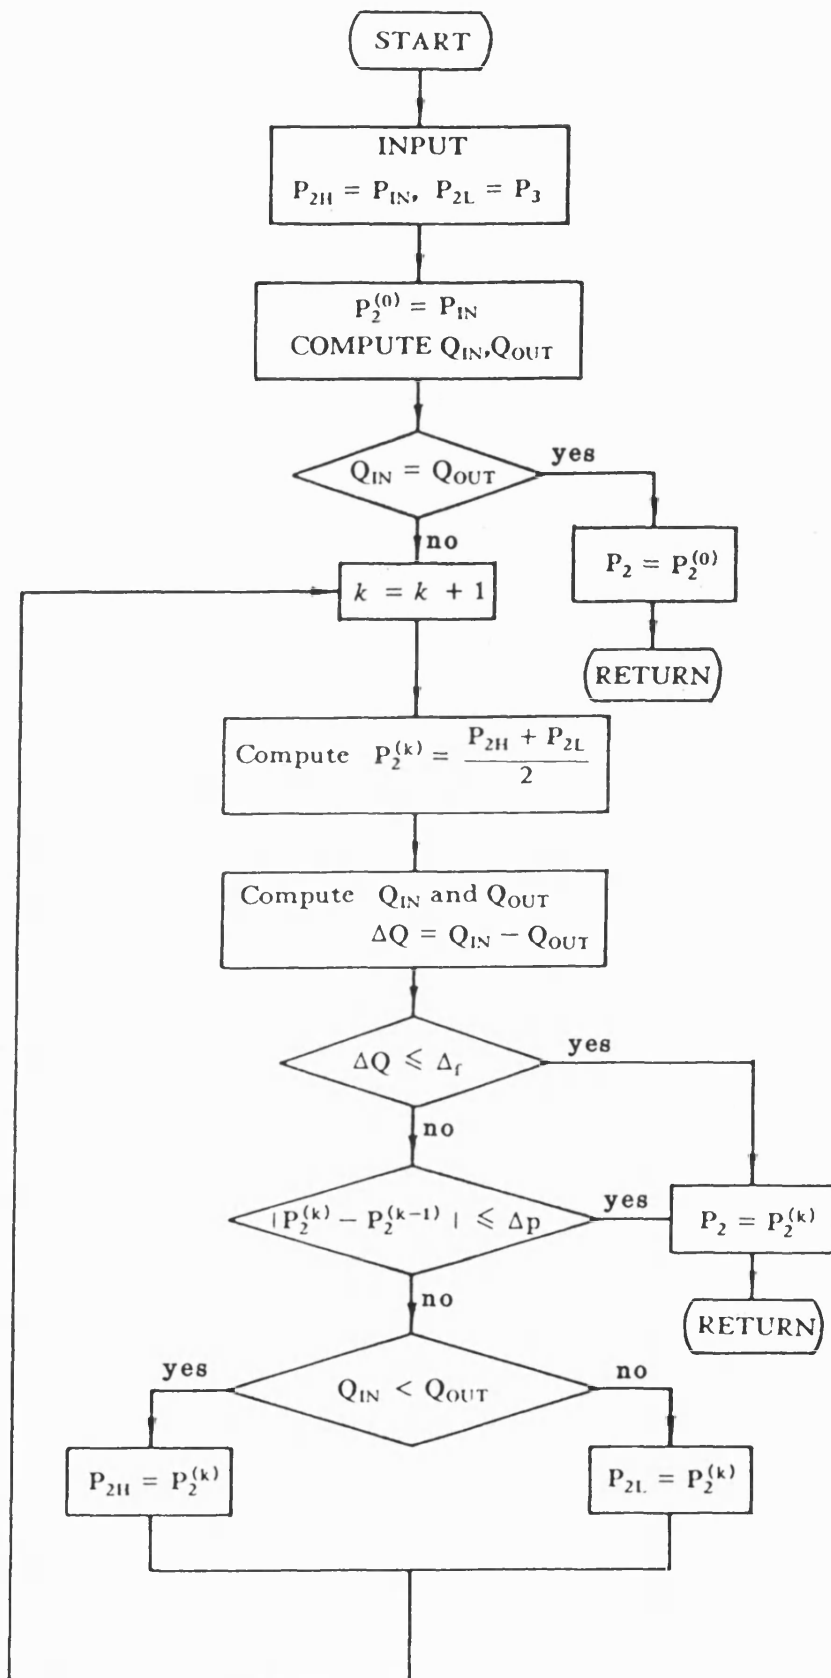 START
INPUT
P₂H = PIN, P₂L = P₃
P₂⁽⁰⁾ = PIN
COMPUTE QIN,QOUT
QIN = QOUT
yes
no
P₂ = P₂⁽⁰⁾
k = k + 1
RETURN
Compute P₂⁽ᵏ⁾ = (P₂H + P₂L) / 2
Compute QIN and QOUT
ΔQ = QIN − QOUT
ΔQ ⩽ Δf
yes
no
|P₂⁽ᵏ⁾ − P₂⁽ᵏ⁻¹⁾| ⩽ Δp
yes
P₂ = P₂⁽ᵏ⁾
no
RETURN
yes
QIN < QOUT
no
P₂H = P₂⁽ᵏ⁾
P₂L = P₂⁽ᵏ⁾